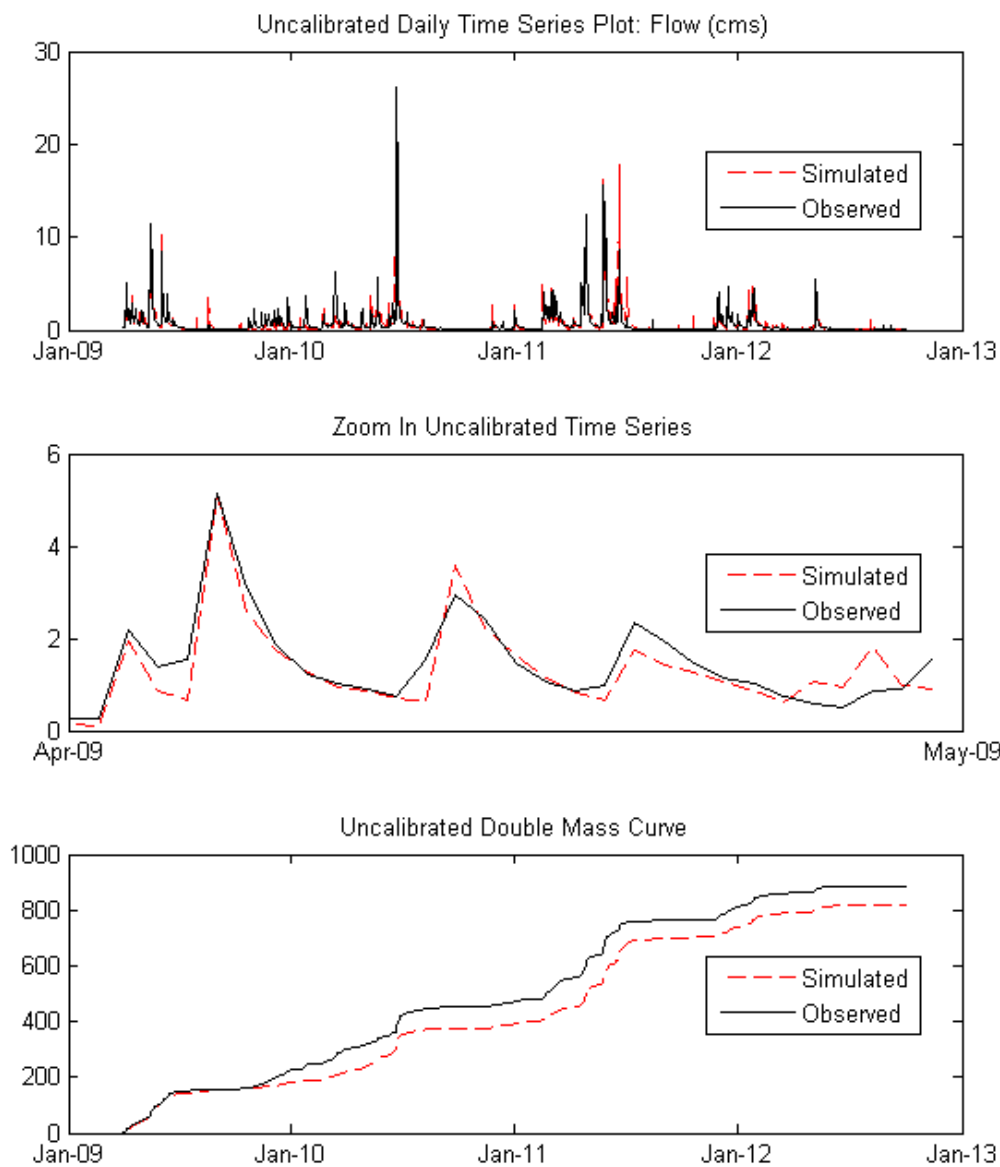 Uncalibrated Daily Time Series Plot: Flow (cms)
30
20
10
0
Simulated
Observed
Jan-09 Jan-10 Jan-11 Jan-12 Jan-13
Zoom In Uncalibrated Time Series
6
4
2
0
Simulated
Observed
Apr-09 May-09
Uncalibrated Double Mass Curve
1000
800
600
400
200
0
Simulated
Observed
Jan-09 Jan-10 Jan-11 Jan-12 Jan-13